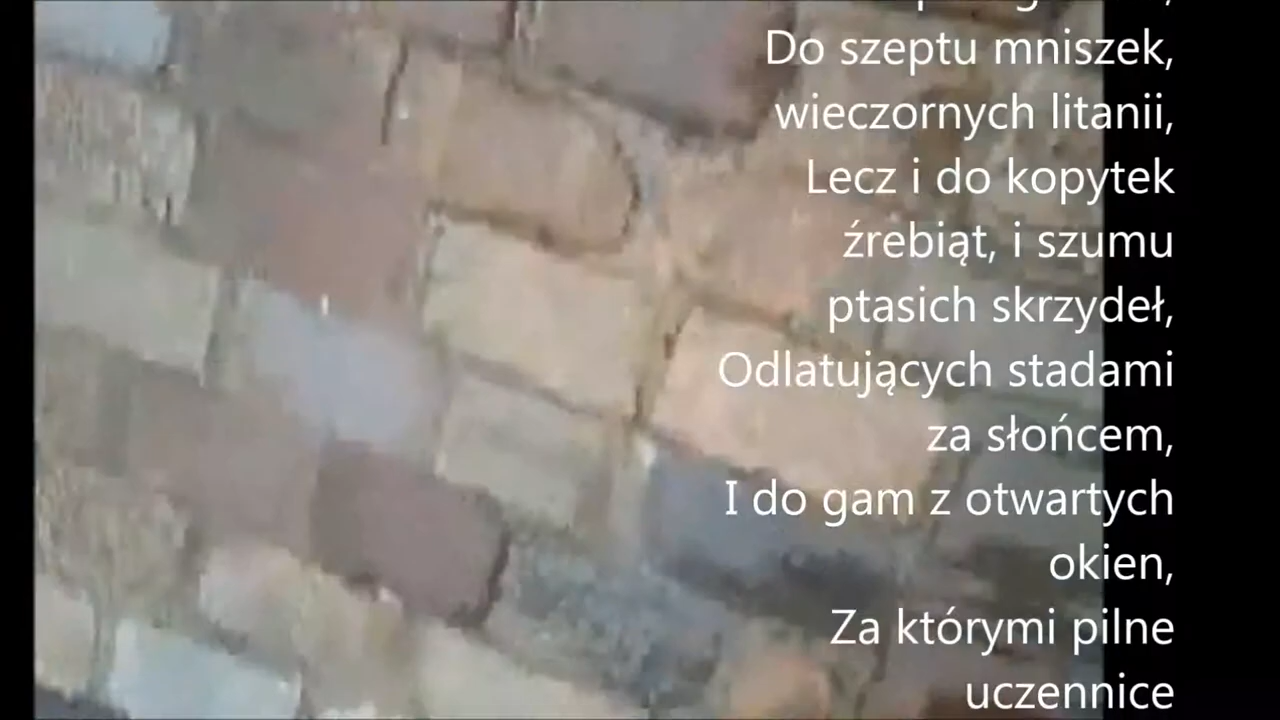 Do szeptu mniszek,
wieczornych litanii,
Lecz i do kopytek
źrebiąt, i szumu
ptasich skrzydeł,
Odlatujących stadami
za słońcem,
I do gam z otwartych
okien,
Za którymi pilne
uczennice